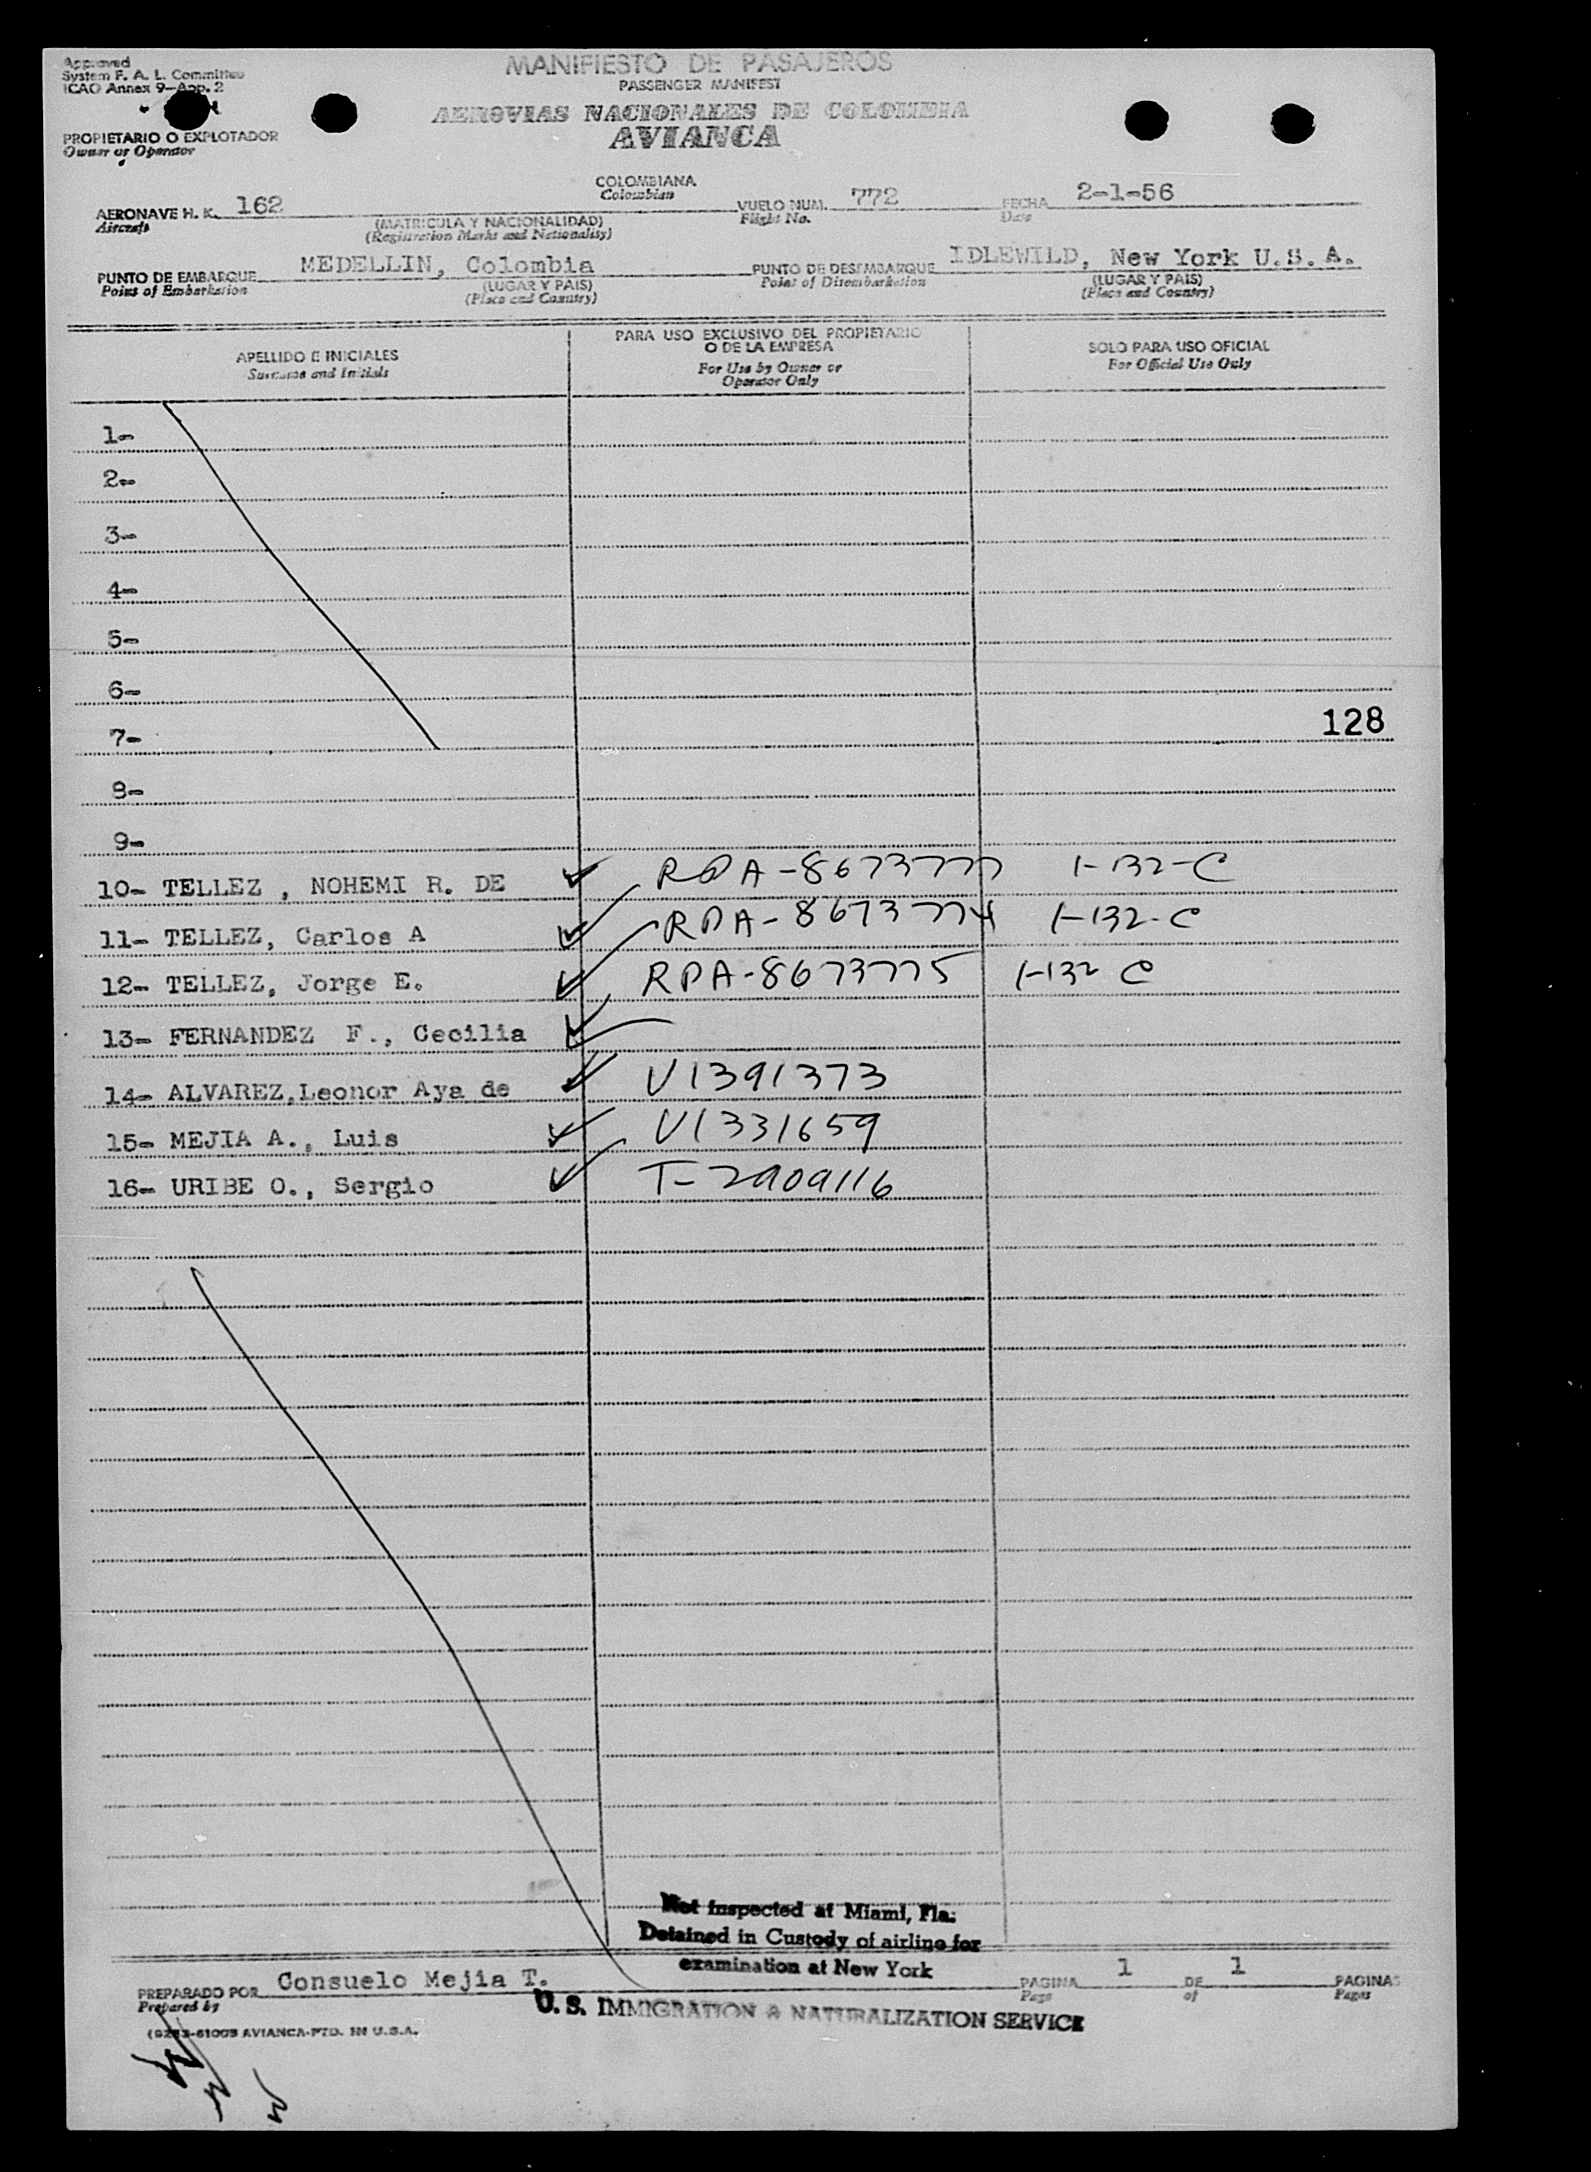 Approved
System F. A. L. Committee
ICAO Annex 9—App. 2
MANIFIESTO DE PASAJEROS
PASSENGER MANIFEST
AEROVIAS NACIONALES DE COLOMBIA
AVIANCA
PROPIETARIO O EXPLOTADOR
Owner or Operator
COLOMBIANA
Colombian
AERONAVE H. K. 162 VUELO NUM. 772 FECHA 2-1-56
Aircraft (MATRICULA Y NACIONALIDAD) Flight No. Date
(Registration Marks and Nationality)
PUNTO DE EMBARQUE MEDELLIN, Colombia PUNTO DE DESEMBARQUE IDLEWILD, New York U.S.A.
Point of Embarkation (LUGAR Y PAIS) Point of Disembarkation (LUGAR Y PAIS)
(Place and Country) (Place and Country)
APELLIDO E INICIALES PARA USO EXCLUSIVO DEL PROPIETARIO O DE LA EMPRESA SOLO PARA USO OFICIAL
Surname and Initials For Use by Owner or Operator Only For Official Use Only
1-
2-
3-
4-
5-
6-
7- 128
8-
9-
10- TELLEZ , NOHEMI R. DE RPA-8673777 1-132-C
11- TELLEZ, Carlos A RPA-8673774 1-132-C
12- TELLEZ, Jorge E. RPA-8673775 1-132 C
13- FERNANDEZ F., Cecilia
14- ALVAREZ,Leonor Aya de V1391373
15- MEJIA A., Luis V1331659
16- URIBE O., Sergio T-2909116
Not inspected at Miami, Fla.
Detained in Custody of airline for
examination at New York
U. S. IMMIGRATION & NATURALIZATION SERVICE
PREPARADO POR Consuelo Mejia T. PAGINA 1 DE 1 PAGINAS
Prepared by Page of Pages
AVIANCA-PTD. IN U.S.A.